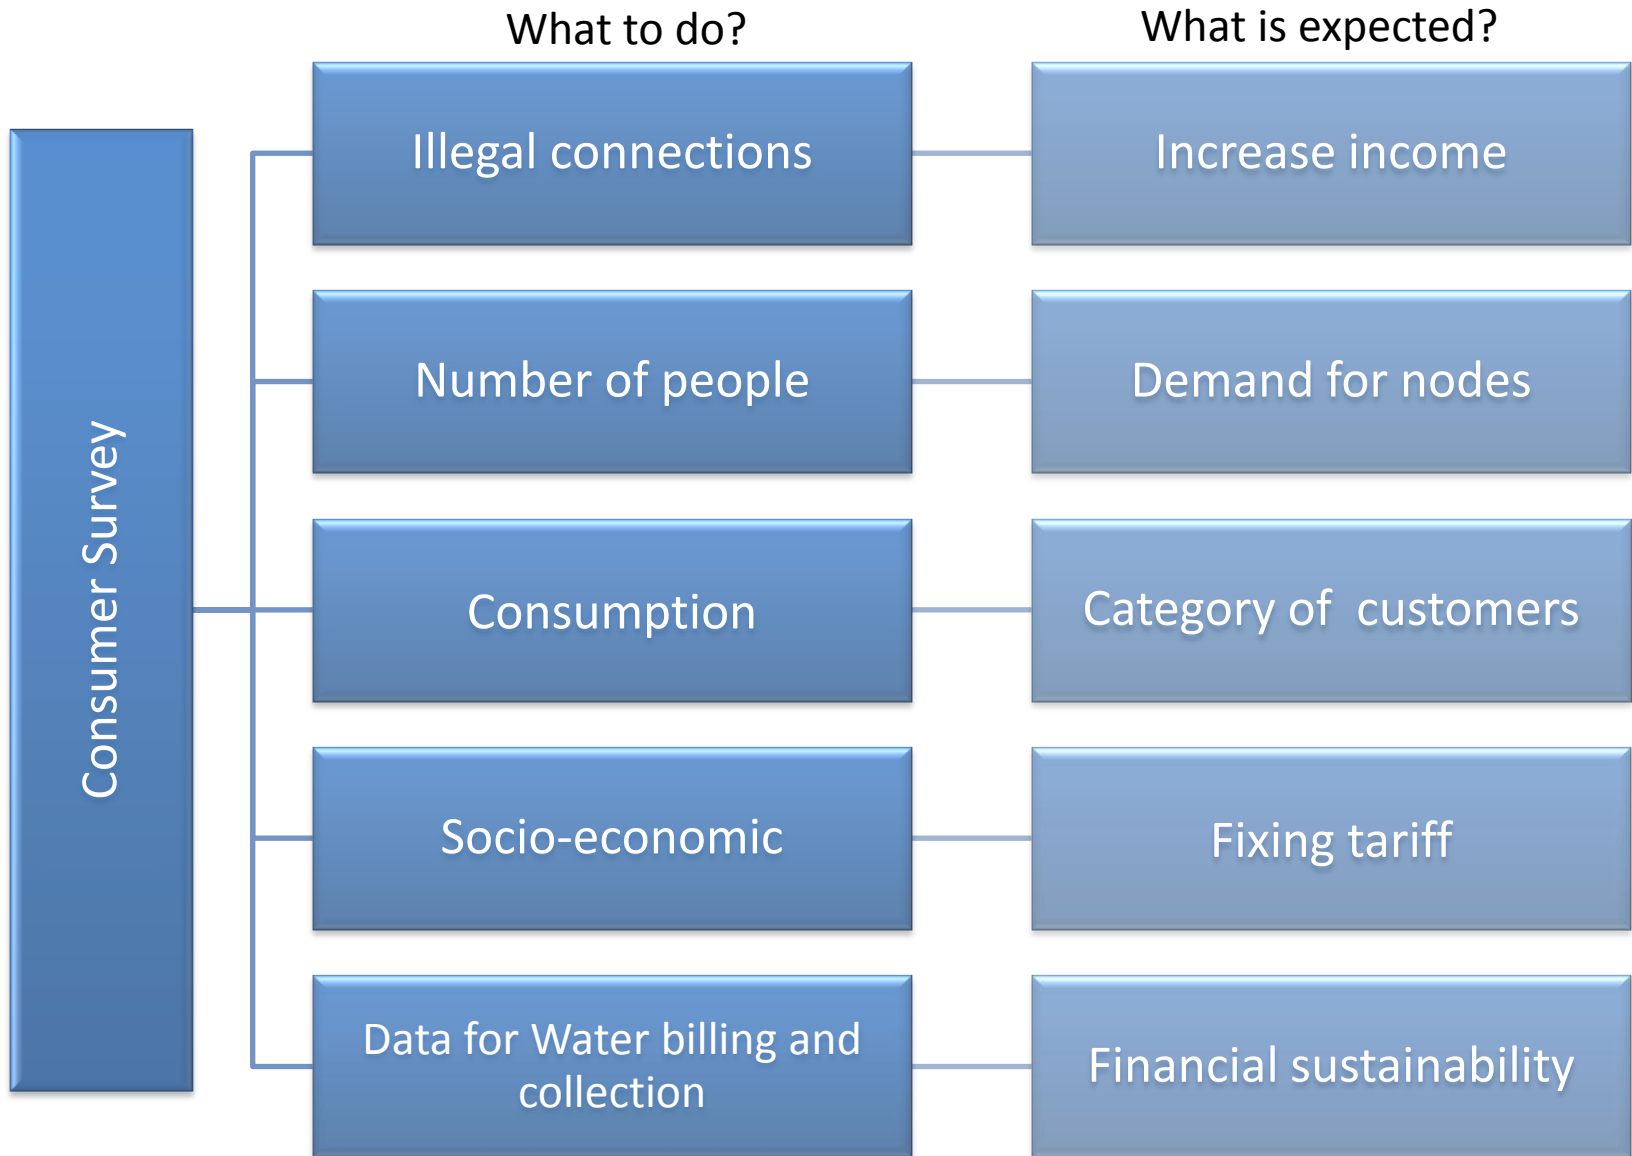 What to do?
What is expected?
Consumer Survey
Illegal connections
Increase income
Number of people
Demand for nodes
Consumption
Category of  customers
Socio-economic
Fixing tariff
Data for Water billing and
collection
Financial sustainability